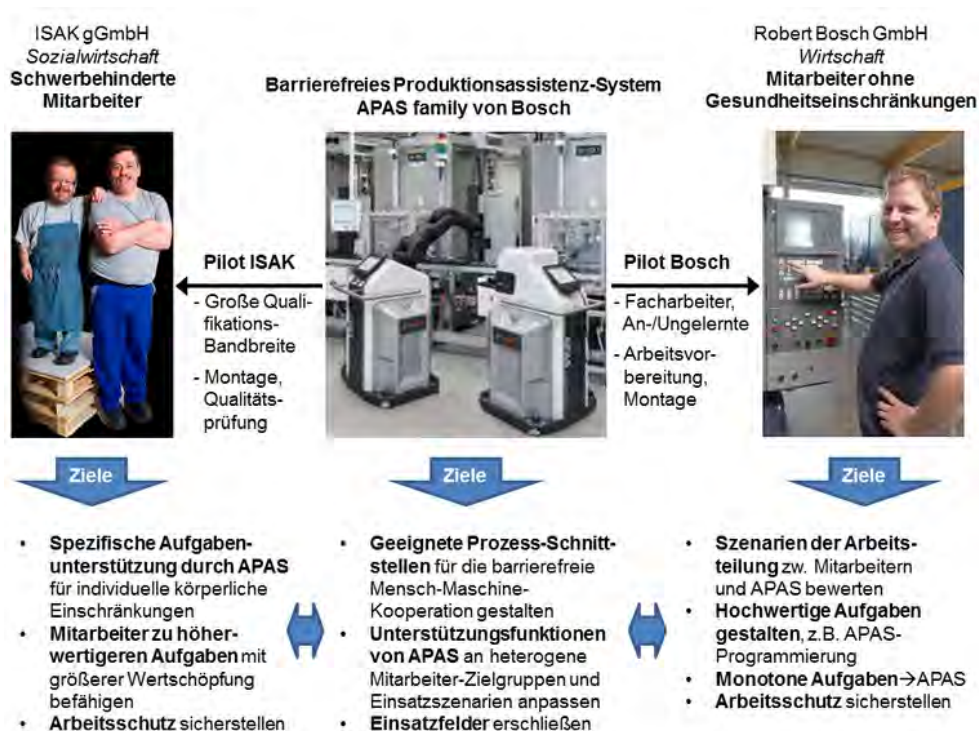 ISAK gGmbH
Sozialwirtschaft
Schwerbehinderte
Mitarbeiter
Barrierefreies Produktionsassistenz-System
APAS family von Bosch
Robert Bosch GmbH
Wirtschaft
Mitarbeiter ohne
Gesundheitseinschränkungen
Pilot ISAK
- Große Quali-
fikations-
Bandbreite
- Montage,
Qualitäts-
prüfung
Pilot Bosch
- Facharbeiter,
An-/Ungelernte
- Arbeitsvor-
bereitung,
Montage
Ziele
Ziele
Ziele
• Spezifische Aufgaben-
unterstützung durch APAS
für individuelle körperliche
Einschränkungen
• Mitarbeiter zu höher-
wertigeren Aufgaben mit
größerer Wertschöpfung
befähigen
• Arbeitsschutz sicherstellen
• Geeignete Prozess-Schnitt-
stellen für die barrierefreie
Mensch-Maschine-
Kooperation gestalten
• Unterstützungsfunktionen
von APAS an heterogene
Mitarbeiter-Zielgruppen und
Einsatzszenarien anpassen
• Einsatzfelder erschließen
• Szenarien der Arbeits-
teilung zw. Mitarbeitern
und APAS bewerten
• Hochwertige Aufgaben
gestalten, z.B. APAS-
Programmierung
• Monotone Aufgaben→APAS
• Arbeitsschutz sicherstellen